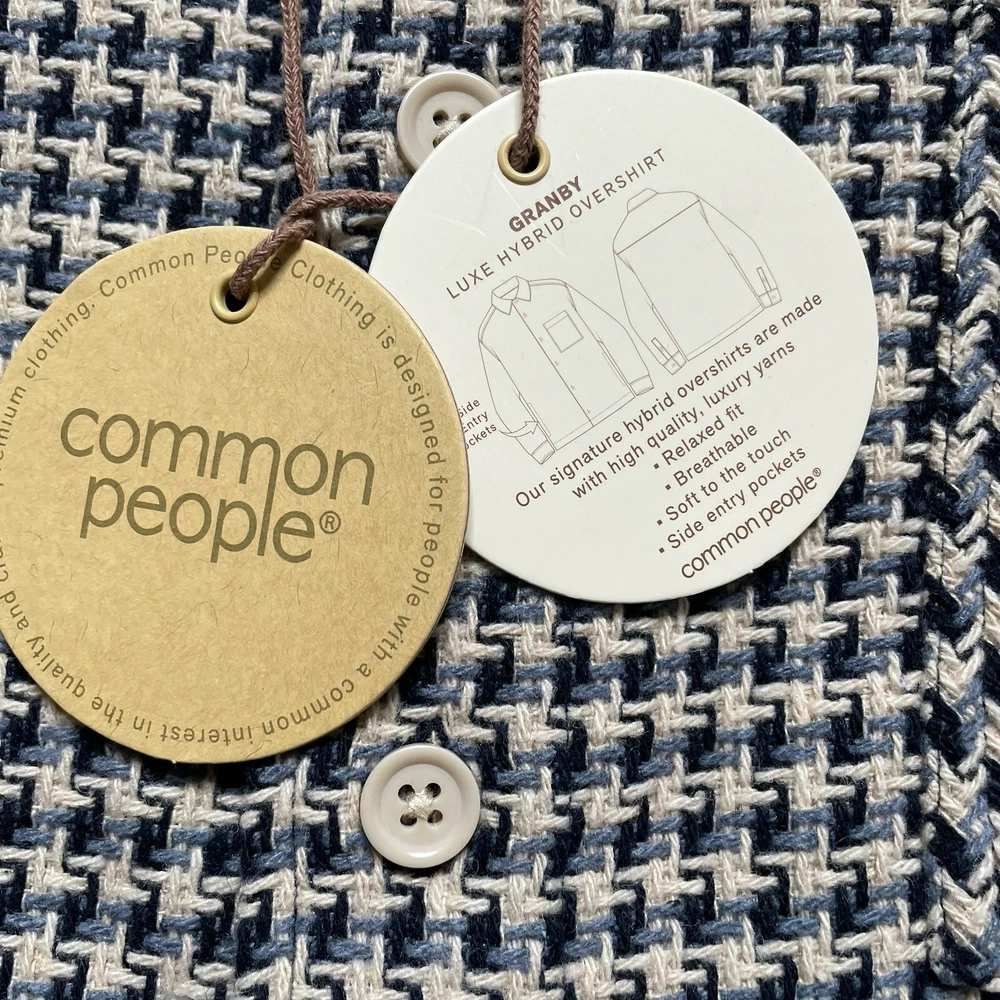 common
people®
Common People Clothing is designed for people with a common interest in the quality and
clothing.
GRANBY
LUXE HYBRID OVERSHIRT
Side
Entry
Our signature hybrid overshirts are made
with high quality, luxury yarns
▪ Relaxed fit
▪ Breathable
▪ Soft to the touch
▪ Side entry pockets
common people®